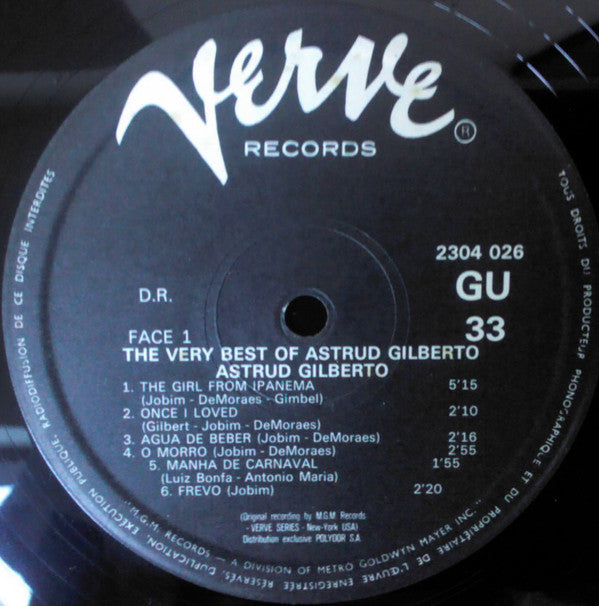 Verve
®
RECORDS
2304 026
GU
D.R.
33
FACE 1
THE VERY BEST OF ASTRUD GILBERTO
ASTRUD GILBERTO
1. THE GIRL FROM IPANEMA 5'15
(Jobim - DeMoraes - Gimbel)
2. ONCE I LOVED 2'10
(Gilbert - Jobim - DeMoraes)
3. AGUA DE BEBER (Jobim - DeMoraes) 2'16
4. O MORRO (Jobim - DeMoraes) 2'55
5. MANHA DE CARNAVAL 1'55
(Luiz Bonfa - Antonio Maria)
6. FREVO (Jobim) 2'20
(Original recording by M.G.M. Records
- VERVE SERIES - New-York USA)
Distribution exclusive POLYDOR S.A
"M.G.M. RECORDS — A DIVISION OF METRO GOLDWYN MAYER INC."
TOUS DROITS DU PRODUCTEUR PHONOGRAPHIQUE ET DU PROPRIÉTAIRE DE L'ŒUVRE ENREGISTRÉE RÉSERVÉS, DUPLICATION, EXÉCUTION PUBLIQUE, RADIODIFFUSION DE CE DISQUE INTERDITES